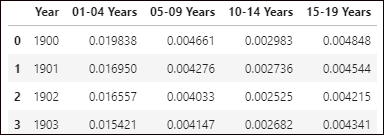 Year 01-04 Years 05-09 Years 10-14 Years 15-19 Years
0 1900 0.019838 0.004661 0.002983 0.004848
1 1901 0.016950 0.004276 0.002736 0.004544
2 1902 0.016557 0.004033 0.002525 0.004215
3 1903 0.015421 0.004147 0.002682 0.004341